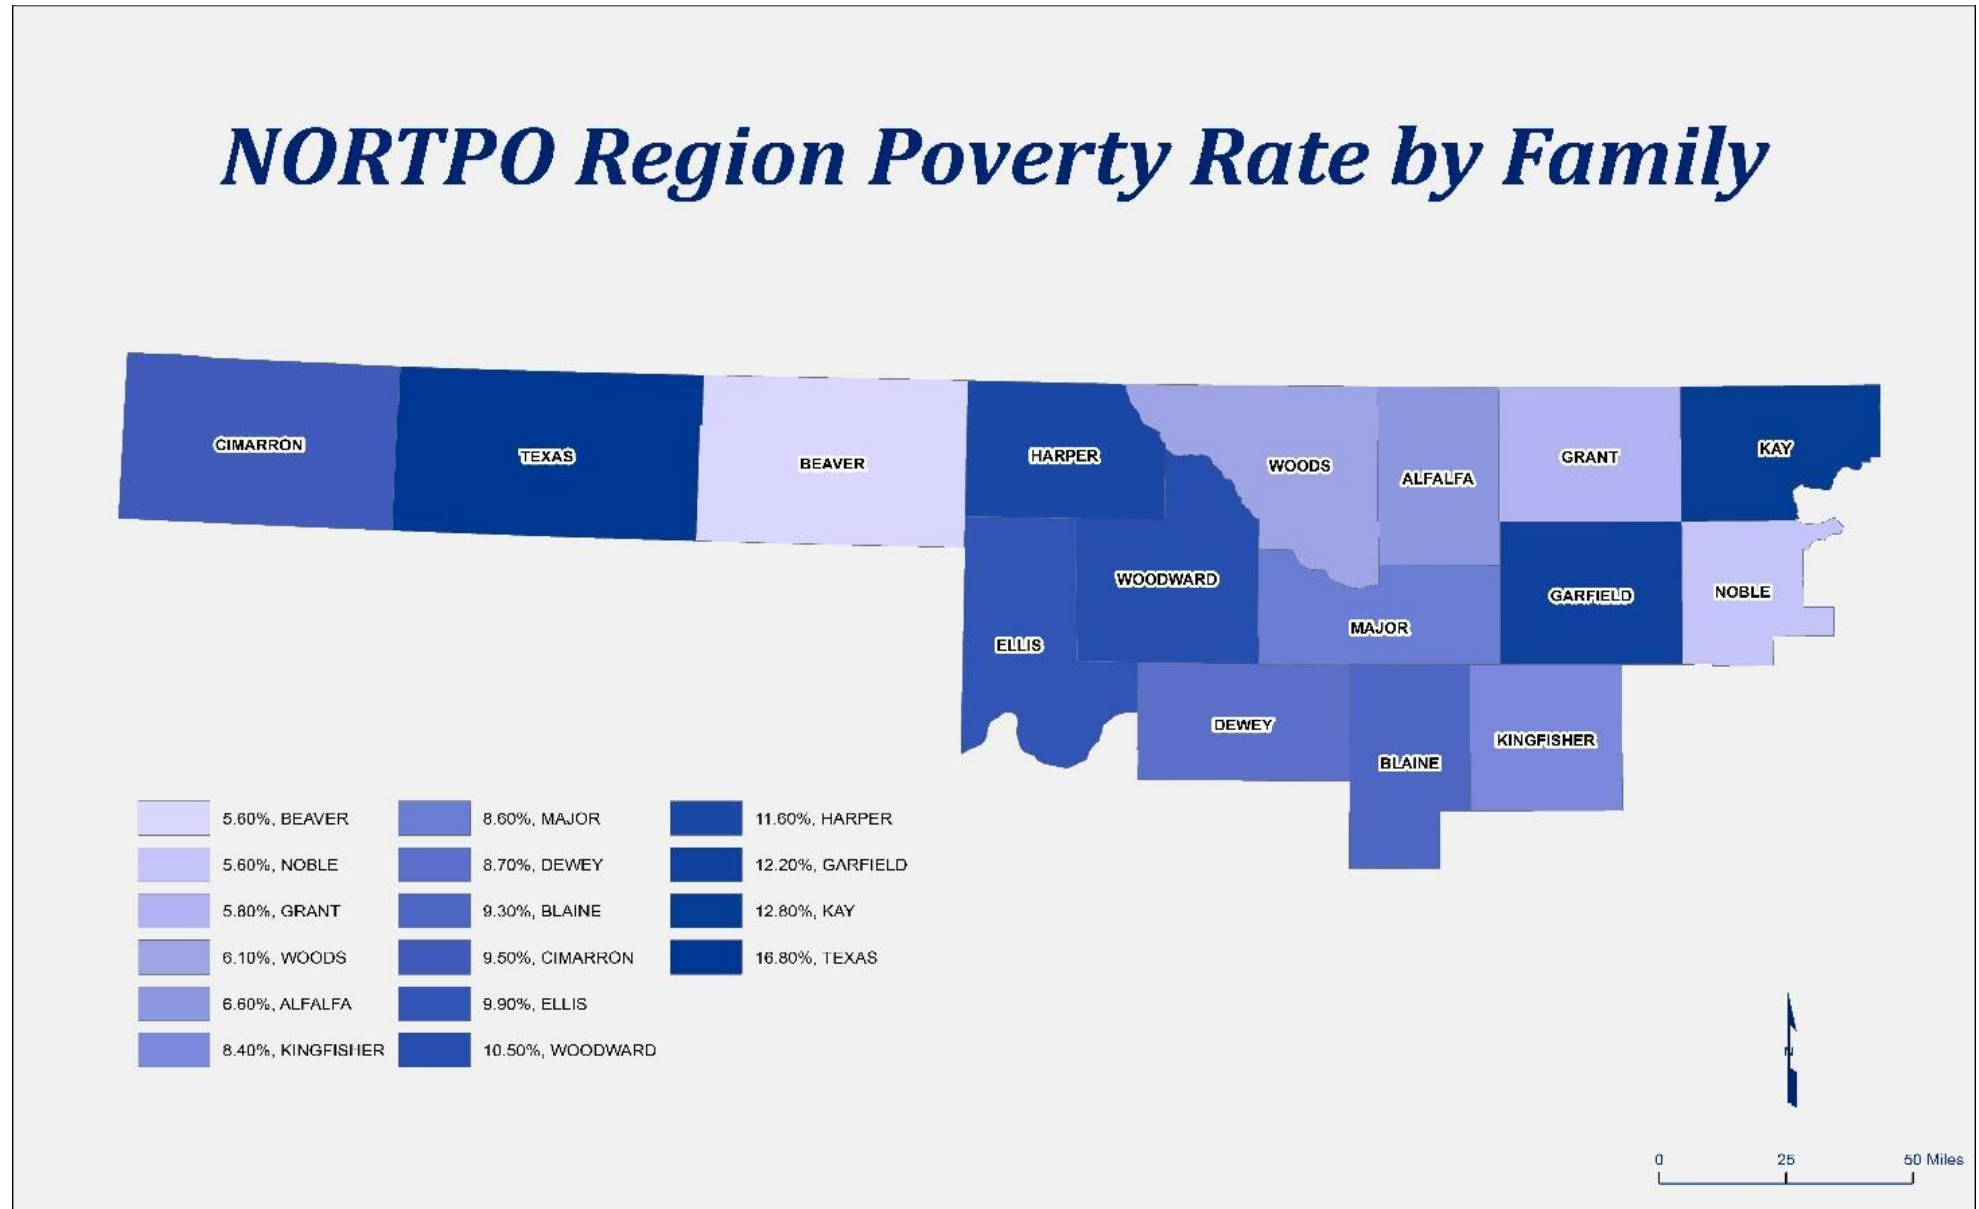 NORTPO Region Poverty Rate by Family
CIMARRON
TEXAS
BEAVER
HARPER
WOODS
ALFALFA
GRANT
KAY
WOODWARD
ELLIS
MAJOR
GARFIELD
NOBLE
DEWEY
BLAINE
KINGFISHER
5.60%, BEAVER
5.60%, NOBLE
5.80%, GRANT
6.10%, WOODS
6.60%, ALFALFA
8.40%, KINGFISHER
8.60%, MAJOR
8.70%, DEWEY
9.30%, BLAINE
9.50%, CIMARRON
9.90%, ELLIS
10.50%, WOODWARD
11.60%, HARPER
12.20%, GARFIELD
12.80%, KAY
16.80%, TEXAS
N
0 25 50 Miles